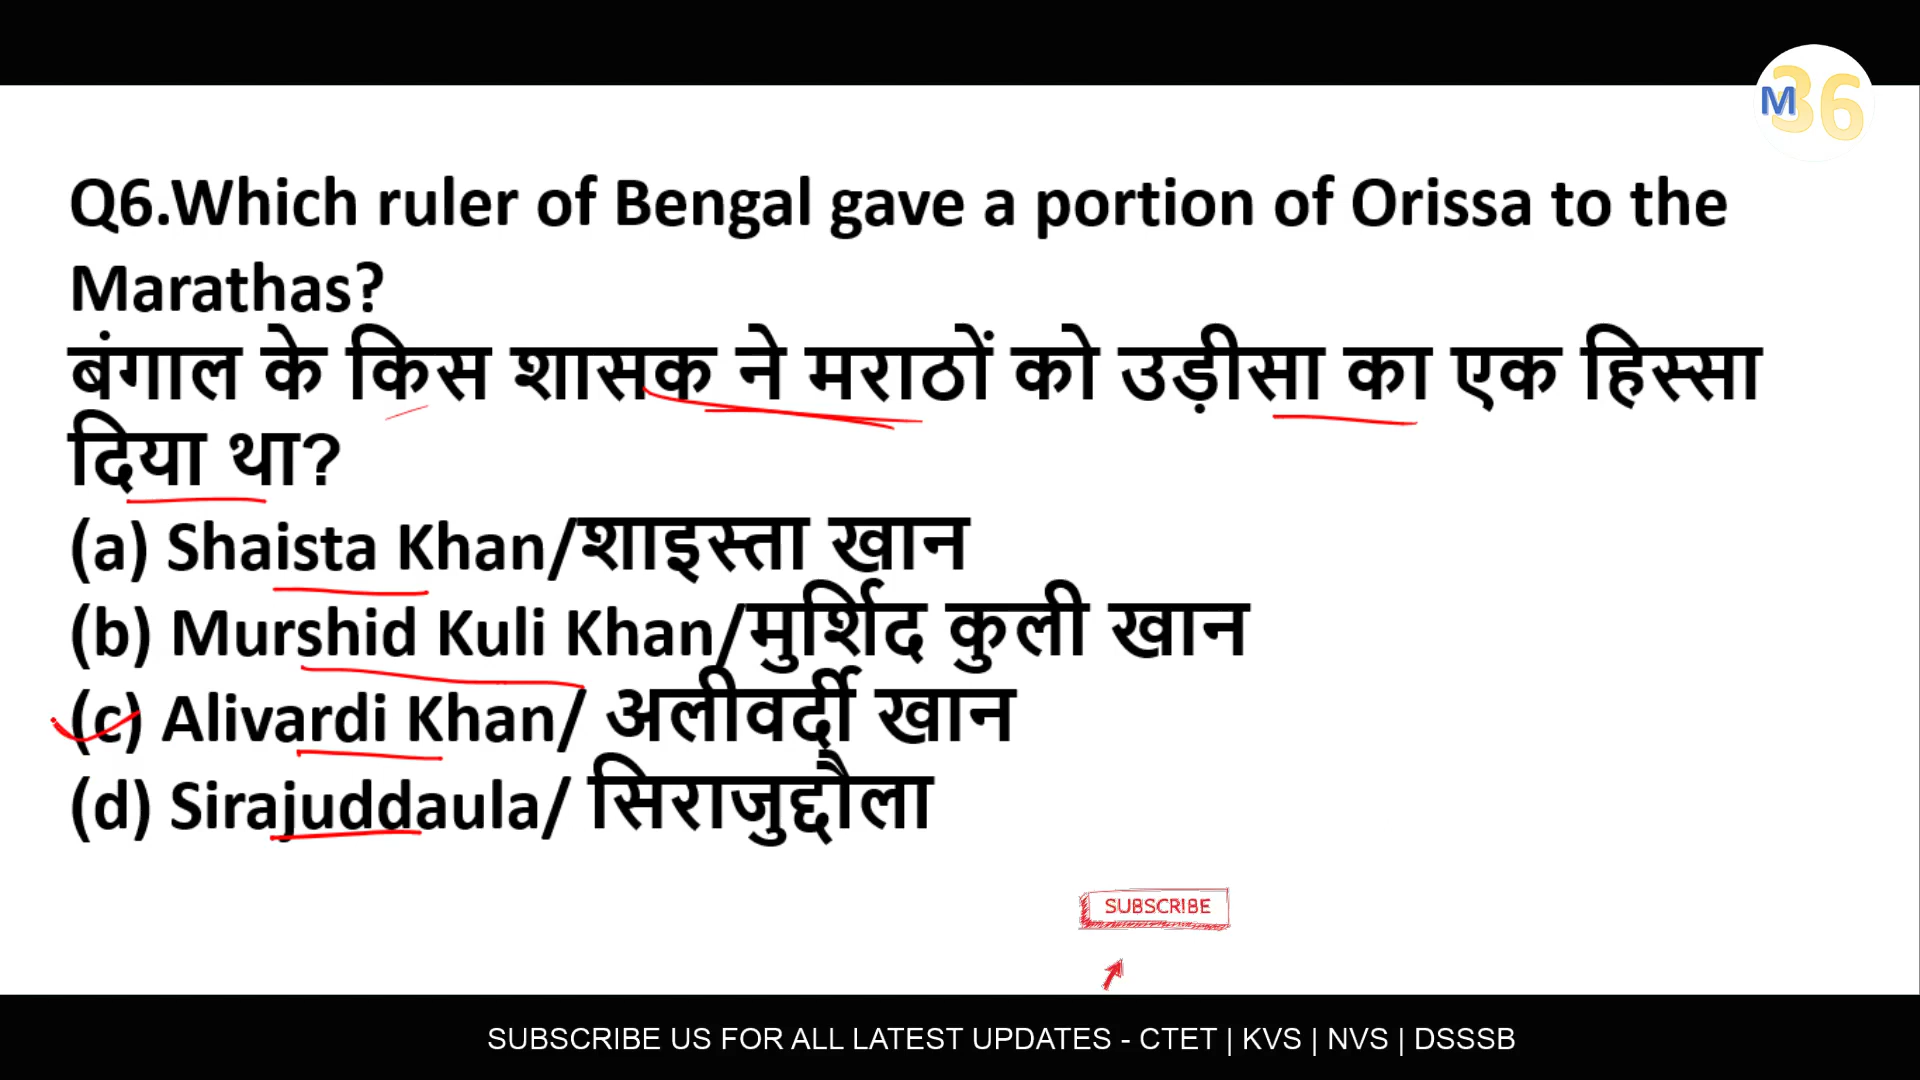 M36
Q6.Which ruler of Bengal gave a portion of Orissa to the
Marathas?
बंगाल के किस शासक ने मराठों को उड़ीसा का एक हिस्सा
दिया था?
(a) Shaista Khan/शाइस्ता खान
(b) Murshid Kuli Khan/मुर्शिद कुली खान
(c) Alivardi Khan/ अलीवर्दी खान
(d) Sirajuddaula/ सिराजुद्दौला
SUBSCRIBE
SUBSCRIBE US FOR ALL LATEST UPDATES - CTET | KVS | NVS | DSSSB